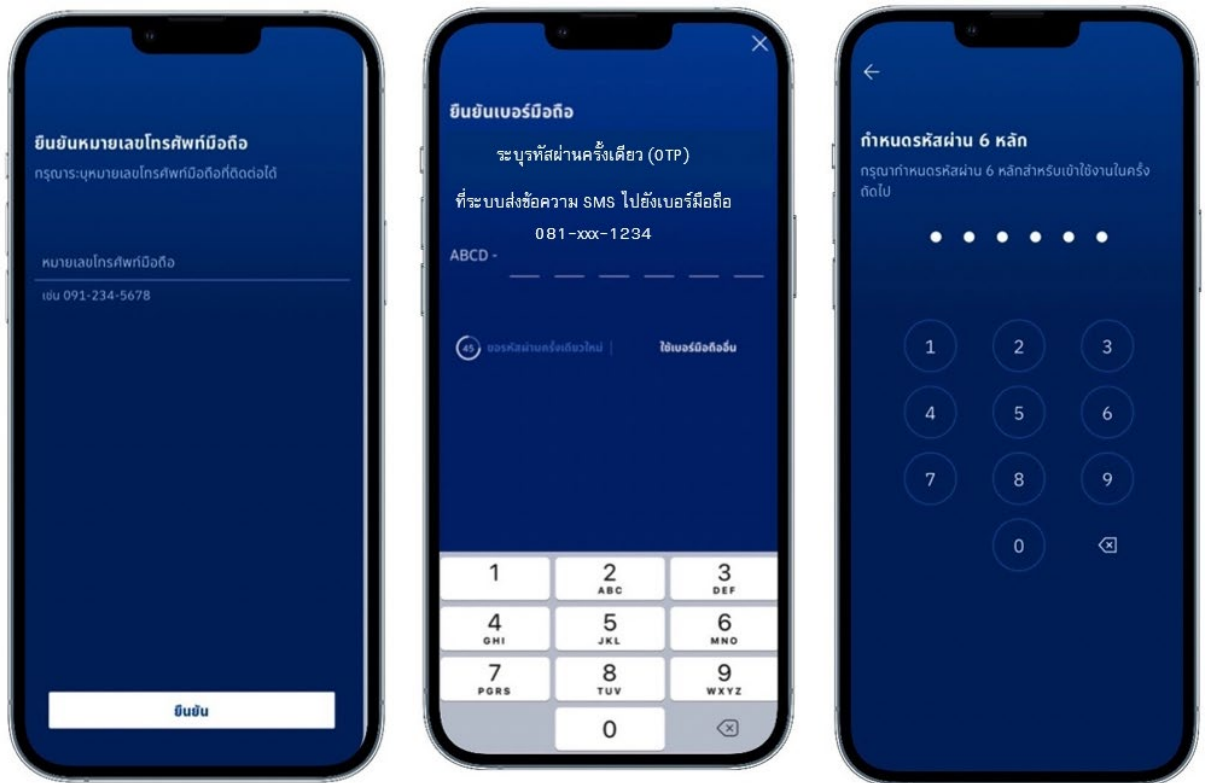 ยืนยันหมายเลขโทรศัพท์มือถือ
กรุณาระบุหมายเลขโทรศัพท์มือถือที่ติดต่อได้
หมายเลขโทรศัพท์มือถือ
เช่น 091-234-5678
ยืนยัน
ยืนยันเบอร์มือถือ
ระบุรหัสผ่านครั้งเดียว (OTP)
ที่ระบบส่งข้อความ SMS ไปยังเบอร์มือถือ
081-xxx-1234
ABCD -
45 ขอรหัสผ่านครั้งเดียวใหม่ | ใช้เบอร์มือถืออื่น
1 2 3
ABC DEF
4 5 6
GHI JKL MNO
7 8 9
PGRS TUV WXYZ
0
กำหนดรหัสผ่าน 6 หลัก
กรุณากำหนดรหัสผ่าน 6 หลักสำหรับเข้าใช้งานในครั้ง
ถัดไป
1 2 3
4 5 6
7 8 9
0